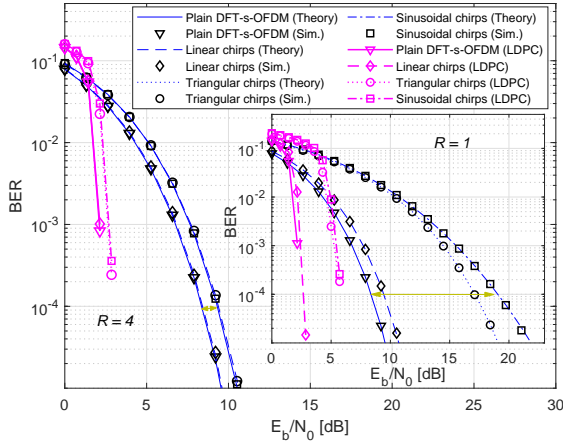 Plain DFT-s-OFDM (Theory)
Plain DFT-s-OFDM (Sim.)
Linear chirps (Theory)
Linear chirps (Sim.)
Triangular chirps (Theory)
Triangular chirps (Sim.)
Sinusoidal chirps (Theory)
Sinusoidal chirps (Sim.)
Plain DFT-s-OFDM (LDPC)
Linear chirps (LDPC)
Triangular chirps (LDPC)
Sinusoidal chirps (LDPC)
BER
10^-1
10^-2
10^-3
10^-4
R = 4
0 5 10 15 20 25 30
E_b/N_0 [dB]
R = 1
BER
10^-1
10^-2
10^-3
10^-4
0 5 10 15 20
E_b/N_0 [dB]